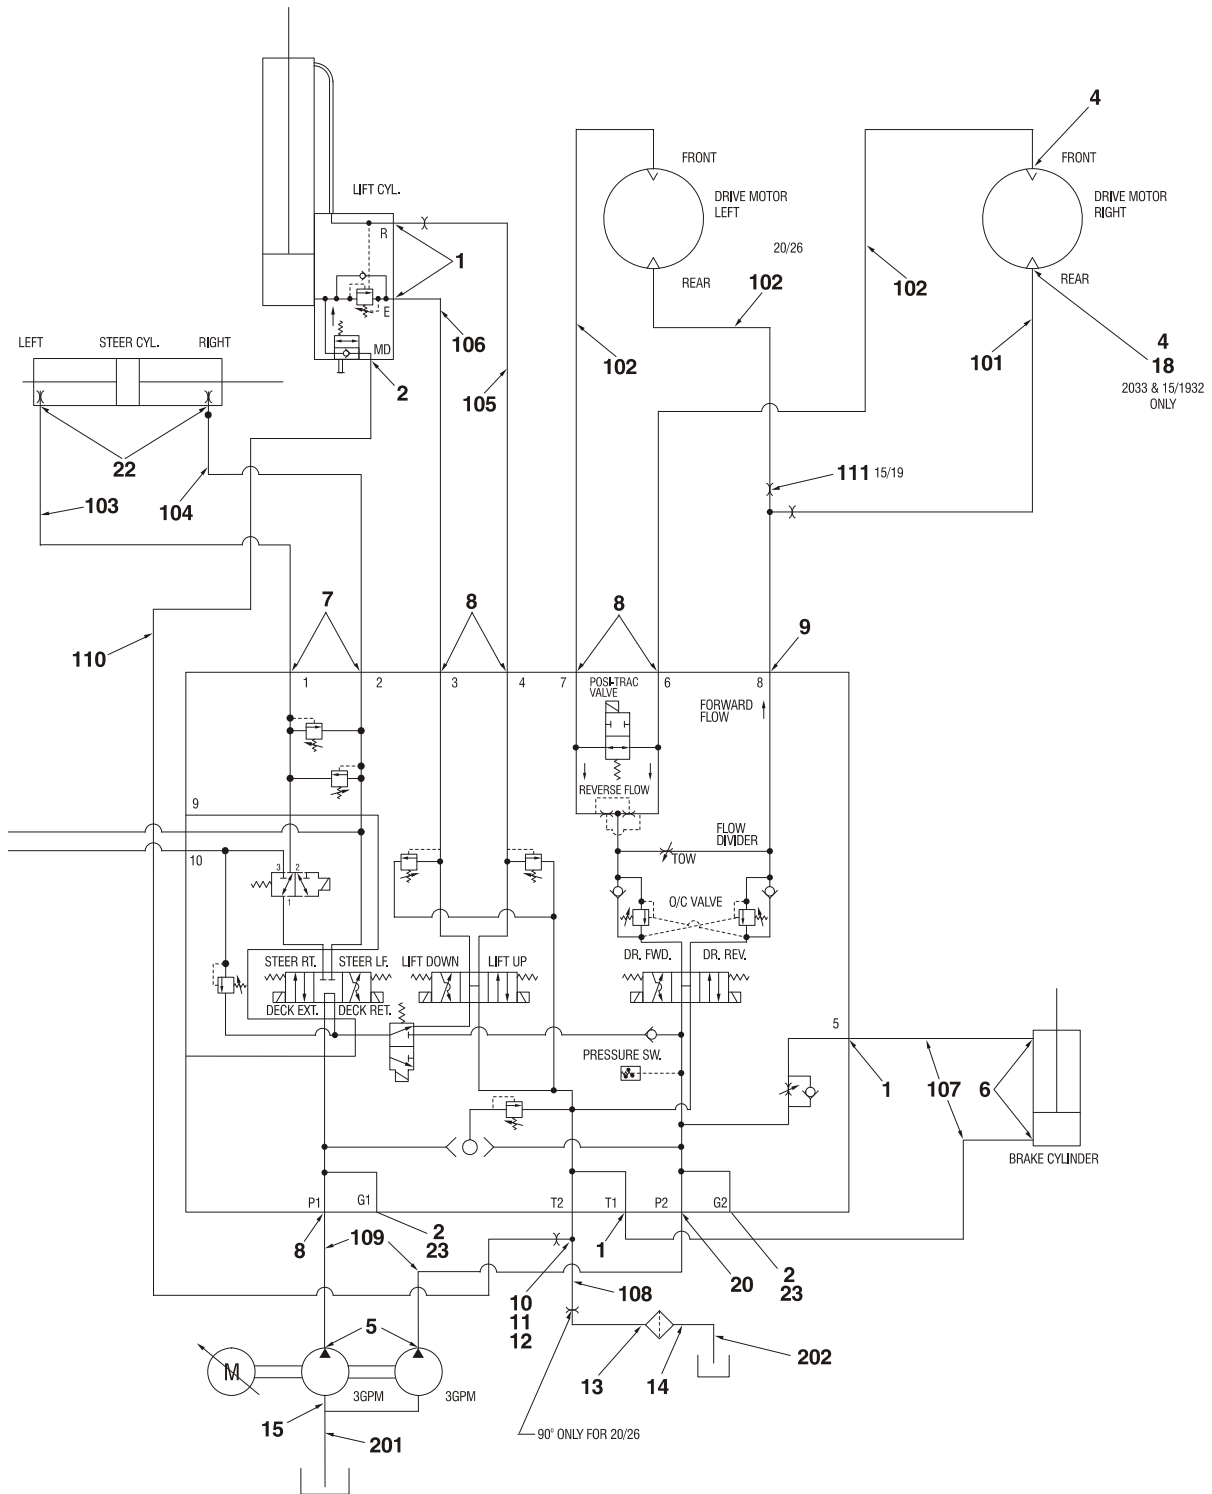 4
FRONT
FRONT
LIFT CYL.
DRIVE MOTOR
LEFT
DRIVE MOTOR
RIGHT
R
1
20/26
REAR
102
102
REAR
E
106
102
4
18
LEFT
STEER CYL.
RIGHT
MD
101
2
105
2033 & 15/1932
ONLY
22
111 15/19
103
104
7
8
8
9
110
1
2
3
4
7
POSI-TRAC
VALVE
6
8
FORWARD
FLOW
REVERSE FLOW
9
FLOW
DIVIDER
10
TOW
3
2
1
O/C VALVE
STEER RT.
STEER LF.
LIFT DOWN
LIFT UP
DR. FWD.
DR. REV.
DECK EXT.
DECK RET.
5
PRESSURE SW.
1
107
6
BRAKE CYLINDER
P1
G1
T2
T1
P2
G2
8
109
2
23
1
20
2
23
10
11
12
108
5
202
M
13
14
3GPM
3GPM
15
201
90° ONLY FOR 20/26